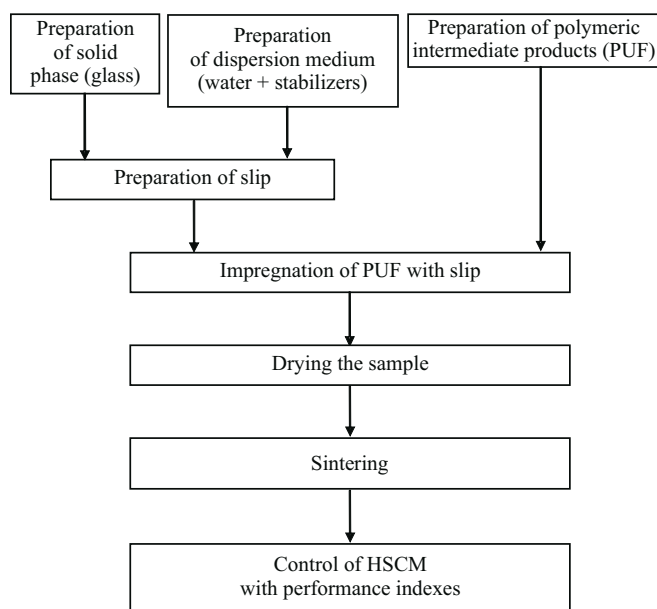 Preparation
of solid
phase (glass)
Preparation
of dispersion medium
(water + stabilizers)
Preparation of polymeric
intermediate products (PUF)
Preparation of slip
Impregnation of PUF with slip
Drying the sample
Sintering
Control of HSCM
with performance indexes